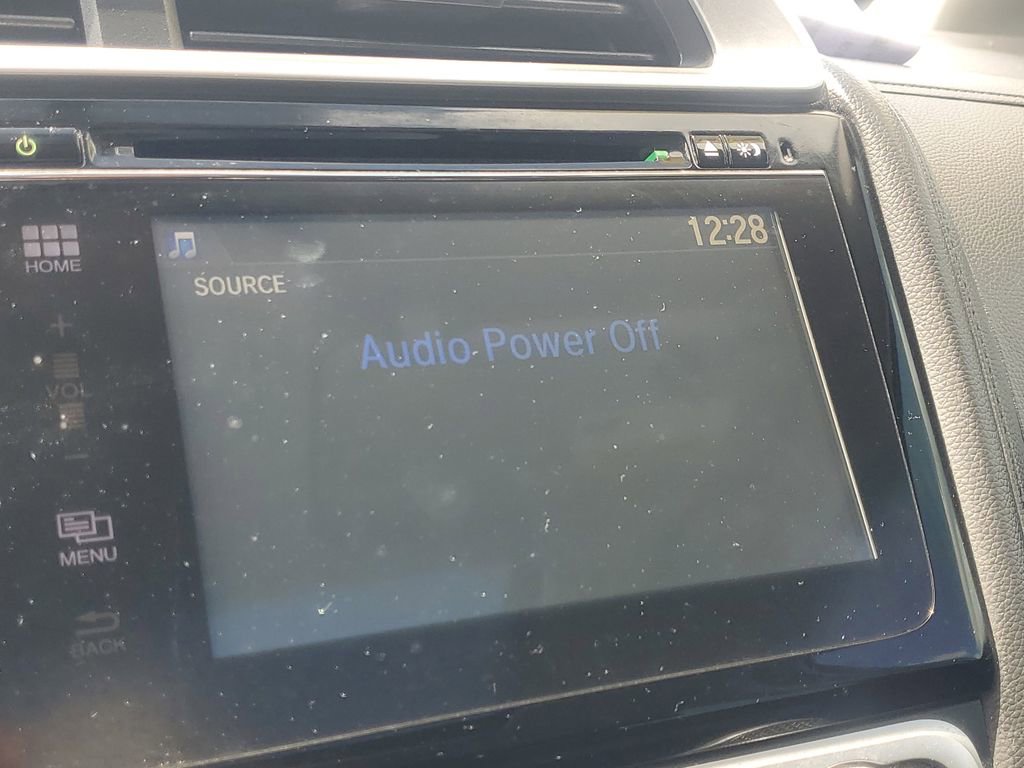 12:28
HOME
SOURCE
Audio Power Off
+
VOL
-
MENU
BACK